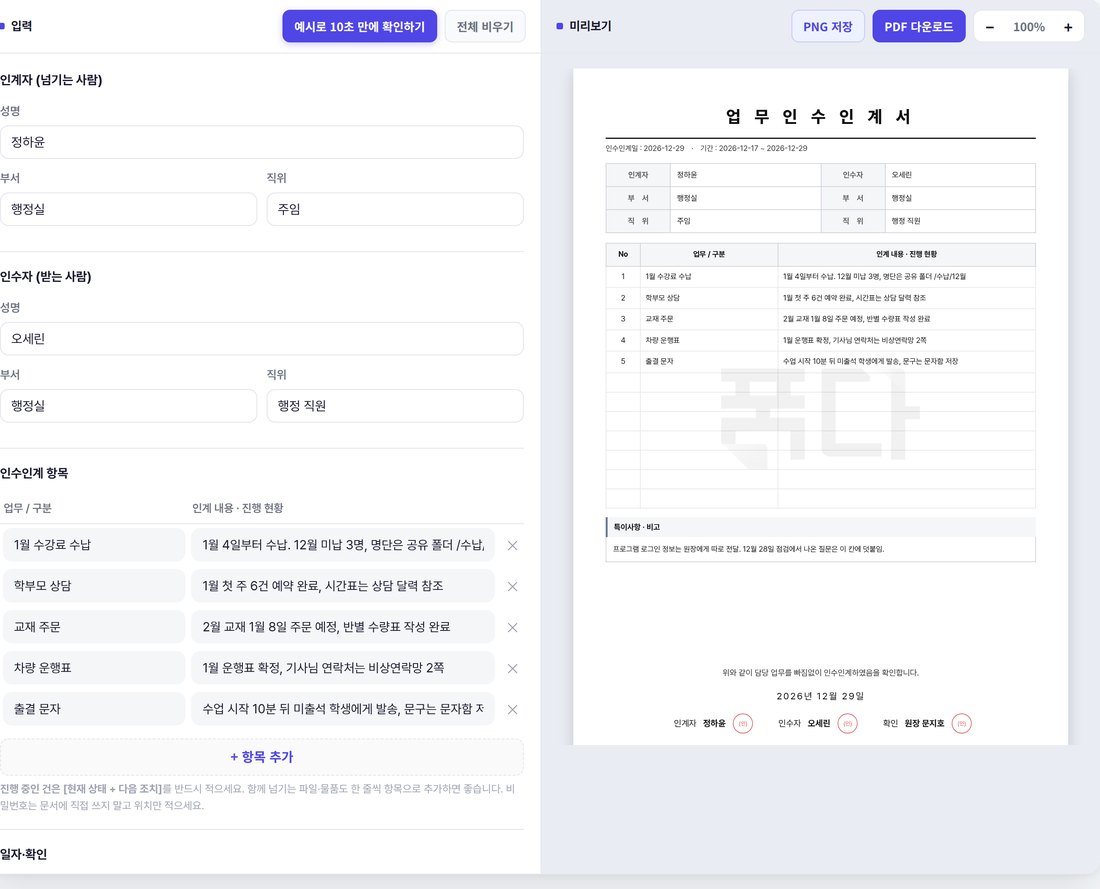 입력
예시로 10초 만에 확인하기
전체 비우기
인계자 (넘기는 사람)
성명
정하윤
부서 직위
행정실 주임
인수자 (받는 사람)
성명
오세린
부서 직위
행정실 행정 직원
인수인계 항목
업무 / 구분 인계 내용 · 진행 현황
1월 수강료 수납 1월 4일부터 수납. 12월 미납 3명, 명단은 공유 폴더 /수납/
학부모 상담 1월 첫 주 6건 예약 완료, 시간표는 상담 달력 참조
교재 주문 2월 교재 1월 8일 주문 예정, 반별 수량표 작성 완료
차량 운행표 1월 운행표 확정, 기사님 연락처는 비상연락망 2쪽
출결 문자 수업 시작 10분 뒤 미출석 학생에게 발송, 문구는 문자함
+ 항목 추가
진행 중인 건은 [현재 상태 + 다음 조치]를 반드시 적으세요. 함께 넘기는 파일·물품도 한 줄씩 항목으로 추가하면 좋습니다. 비
밀번호는 문서에 직접 쓰지 말고 위치만 적으세요.
일자·확인
미리보기
PNG 저장
PDF 다운로드
− 100% +
업 무 인 수 인 계 서
인수인계일 : 2026-12-29 · 기간 : 2026-12-17 ~ 2026-12-29
인계자 정하윤 인수자 오세린
부 서 행정실 부 서 행정실
직 위 주임 직 위 행정 직원
No 업무 / 구분 인계 내용 · 진행 현황
1 1월 수강료 수납 1월 4일부터 수납. 12월 미납 3명, 명단은 공유 폴더 /수납/12월
2 학부모 상담 1월 첫 주 6건 예약 완료, 시간표는 상담 달력 참조
3 교재 주문 2월 교재 1월 8일 주문 예정, 반별 수량표 작성 완료
4 차량 운행표 1월 운행표 확정, 기사님 연락처는 비상연락망 2쪽
5 출결 문자 수업 시작 10분 뒤 미출석 학생에게 발송, 문구는 문자함 저장
특이사항 · 비고
프로그램 로그인 정보는 원장에게 따로 전달. 12월 28일 점검에서 나온 질문은 이 칸에 덧붙임.
위와 같이 담당 업무를 빠짐없이 인수인계하였음을 확인합니다.
2026년 12월 29일
인계자 정하윤 (인) 인수자 오세린 (인) 확인 원장 문지호 (인)